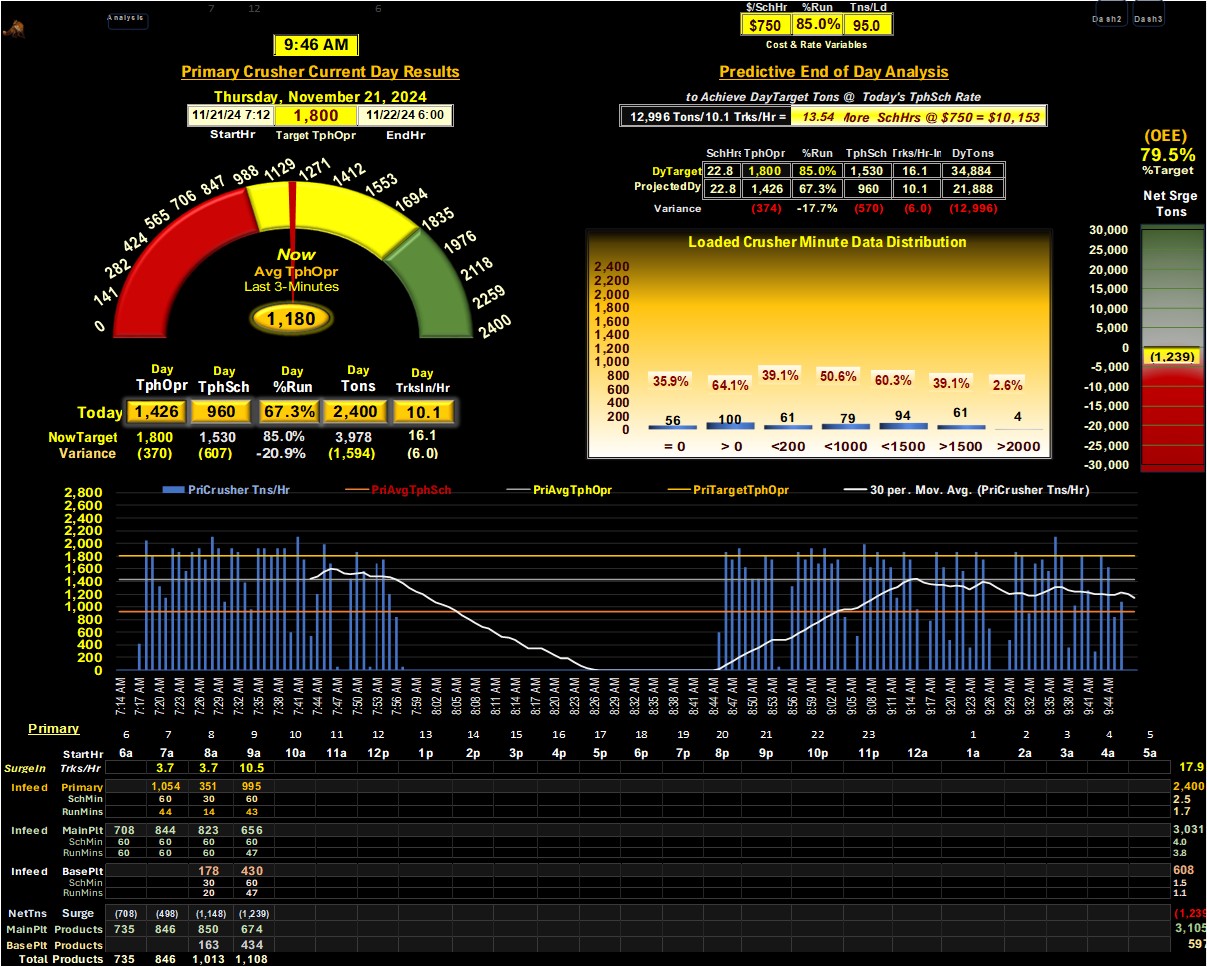 7 12 6
Analysis
$/SchHr %Run Tns/Ld
$750 85.0% 95.0
Cost & Rate Variables
Dash2 Dash3
9:46 AM
Primary Crusher Current Day Results
Thursday, November 21, 2024
11/21/24 7:12 1,800 11/22/24 6:00
StartHr Target TphOpr EndHr
0 141 282 424 565 706 847 988 1129 1271 1412 1553 1694 1835 1976 2118 2259 2400
Now
Avg TphOpr
Last 3-Minutes
1,180
Day Day Day Day Day
TphOpr TphSch %Run Tons TrksIn/Hr
Today 1,426 960 67.3% 2,400 10.1
NowTarget 1,800 1,530 85.0% 3,978 16.1
Variance (370) (607) -20.9% (1,594) (6.0)
Predictive End of Day Analysis
to Achieve DayTarget Tons @ Today's TphSch Rate
12,996 Tons/10.1 Trks/Hr = 13.54 More SchHrs @ $750 = $10,153
SchHrs TphOpr %Run TphSch Trks/Hr-In DyTons
DyTarget 22.8 1,800 85.0% 1,530 16.1 34,884
ProjectedDy 22.8 1,426 67.3% 960 10.1 21,888
Variance (374) -17.7% (570) (6.0) (12,996)
Loaded Crusher Minute Data Distribution
2,400
2,200
2,000
1,800
1,600
1,400
1,200
1,000
800
600
400
200
0
35.9% 64.1% 39.1% 50.6% 60.3% 39.1% 2.6%
56 100 61 79 94 61 4
= 0 > 0 <200 <1000 <1500 >1500 >2000
(OEE)
79.5%
%Target
Net Srge
Tons
30,000
25,000
20,000
15,000
10,000
5,000
0
(1,239)
-5,000
-10,000
-15,000
-20,000
-25,000
-30,000
PriCrusher Tns/Hr PriAvgTphSch PriAvgTphOpr PriTargetTphOpr 30 per. Mov. Avg. (PriCrusher Tns/Hr)
2,800
2,600
2,400
2,200
2,000
1,800
1,600
1,400
1,200
1,000
800
600
400
200
0
7:14 AM 7:17 AM 7:20 AM 7:23 AM 7:26 AM 7:29 AM 7:32 AM 7:35 AM 7:38 AM 7:41 AM 7:44 AM 7:47 AM 7:50 AM 7:53 AM 7:56 AM 7:59 AM 8:02 AM 8:05 AM 8:08 AM 8:11 AM 8:14 AM 8:17 AM 8:20 AM 8:23 AM 8:26 AM 8:29 AM 8:32 AM 8:35 AM 8:38 AM 8:41 AM 8:44 AM 8:47 AM 8:50 AM 8:53 AM 8:56 AM 8:59 AM 9:02 AM 9:05 AM 9:08 AM 9:11 AM 9:14 AM 9:17 AM 9:20 AM 9:23 AM 9:26 AM 9:29 AM 9:32 AM 9:35 AM 9:38 AM 9:41 AM 9:44 AM
Primary
6 7 8 9 10 11 12 13 14 15 16 17 18 19 20 21 22 23 1 2 3 4 5
StartHr 6a 7a 8a 9a 10a 11a 12p 1p 2p 3p 4p 5p 6p 7p 8p 9p 10p 11p 12a 1a 2a 3a 4a 5a
SurgeIn Trks/Hr 3.7 3.7 10.5 17.9
Infeed Primary 1,054 351 995 2,400
SchMin 60 30 60 2.5
RunMins 44 14 43 1.7
Infeed MainPlt 708 844 823 656 3,031
SchMin 60 60 60 60 4.0
RunMins 60 60 60 47 3.8
Infeed BasePlt 178 430 608
SchMin 30 60 1.5
RunMins 20 47 1.1
NetTns Surge (708) (498) (1,148) (1,239) (1,239
MainPlt Products 735 846 850 674 3,105
BasePlt Products 163 434 597
Total Products 735 846 1,013 1,108